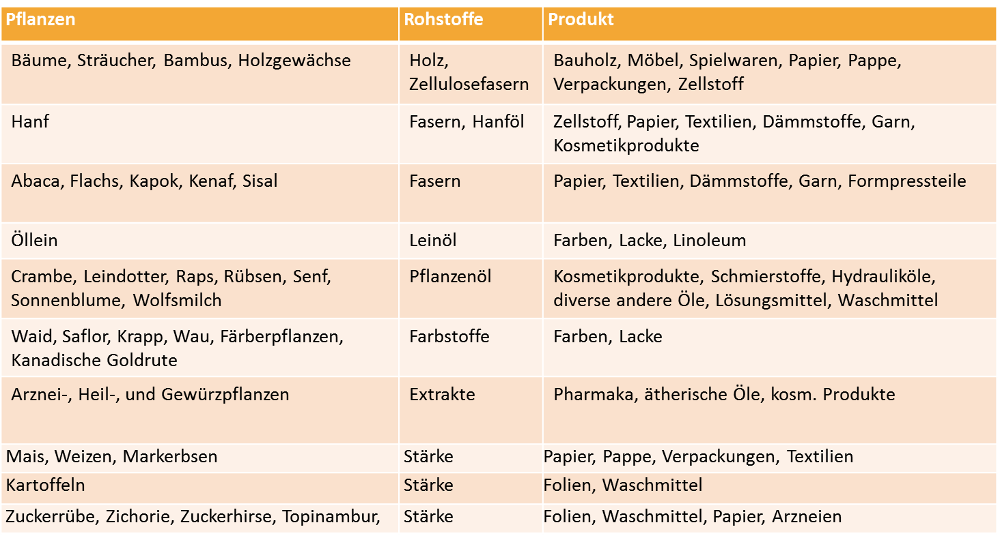 Pflanzen Rohstoffe Produkt
Bäume, Sträucher, Bambus, Holzgewächse Holz, Bauholz, Möbel, Spielwaren, Papier, Pappe,
Zellulosefasern Verpackungen, Zellstoff
Hanf Fasern, Hanföl Zellstoff, Papier, Textilien, Dämmstoffe, Garn,
Kosmetikprodukte
Abaca, Flachs, Kapok, Kenaf, Sisal Fasern Papier, Textilien, Dämmstoffe, Garn, Formpressteile
Öllein Leinöl Farben, Lacke, Linoleum
Crambe, Leindotter, Raps, Rübsen, Senf, Pflanzenöl Kosmetikprodukte, Schmierstoffe, Hydrauliköle,
Sonnenblume, Wolfsmilch diverse andere Öle, Lösungsmittel, Waschmittel
Waid, Saflor, Krapp, Wau, Färberpflanzen, Farbstoffe Farben, Lacke
Kanadische Goldrute
Arznei-, Heil-, und Gewürzpflanzen Extrakte Pharmaka, ätherische Öle, kosm. Produkte
Mais, Weizen, Markerbsen Stärke Papier, Pappe, Verpackungen, Textilien
Kartoffeln Stärke Folien, Waschmittel
Zuckerrübe, Zichorie, Zuckerhirse, Topinambur, Stärke Folien, Waschmittel, Papier, Arzneien